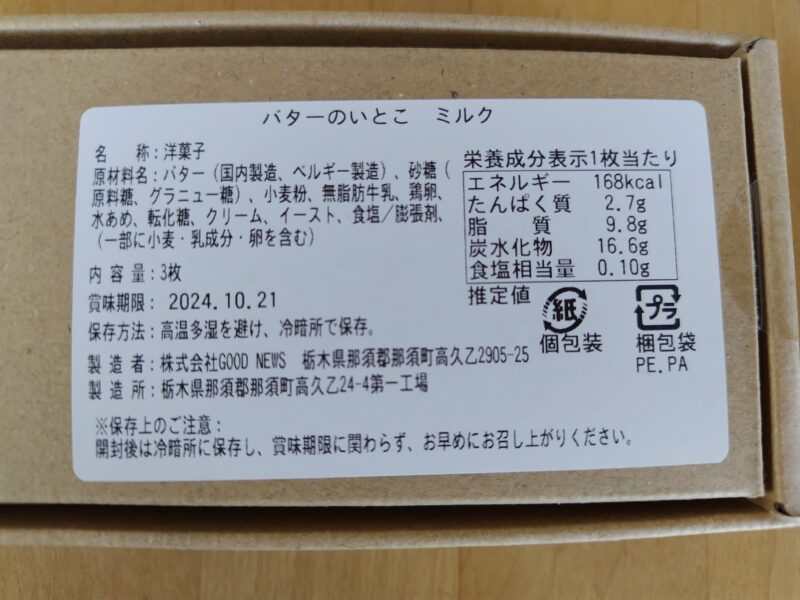 バターのいとこ ミルク
名 称：洋菓子
原材料名：バター（国内製造、ベルギー製造）、砂糖（
原料糖、グラニュー糖）、小麦粉、無脂肪牛乳、鶏卵、
水あめ、転化糖、クリーム、イースト、食塩／膨張剤、
（一部に小麦・乳成分・卵を含む）
内 容 量：3枚
賞味期限： 2024.10.21
保存方法：高温多湿を避け、冷暗所で保存。
製 造 者：株式会社GOOD NEWS 栃木県那須郡那須町高久乙2905-25
製 造 所：栃木県那須郡那須町高久乙24-4第一工場
※保存上のご注意：
開封後は冷暗所に保存し、賞味期限に関わらず、お早めにお召し上がりください。
栄養成分表示1枚当たり
エネルギー 168kcal
たんぱく質 2.7g
脂 質 9.8g
炭水化物 16.6g
食塩相当量 0.10g
推定値
紙
個包装
プラ
梱包袋
PE.PA